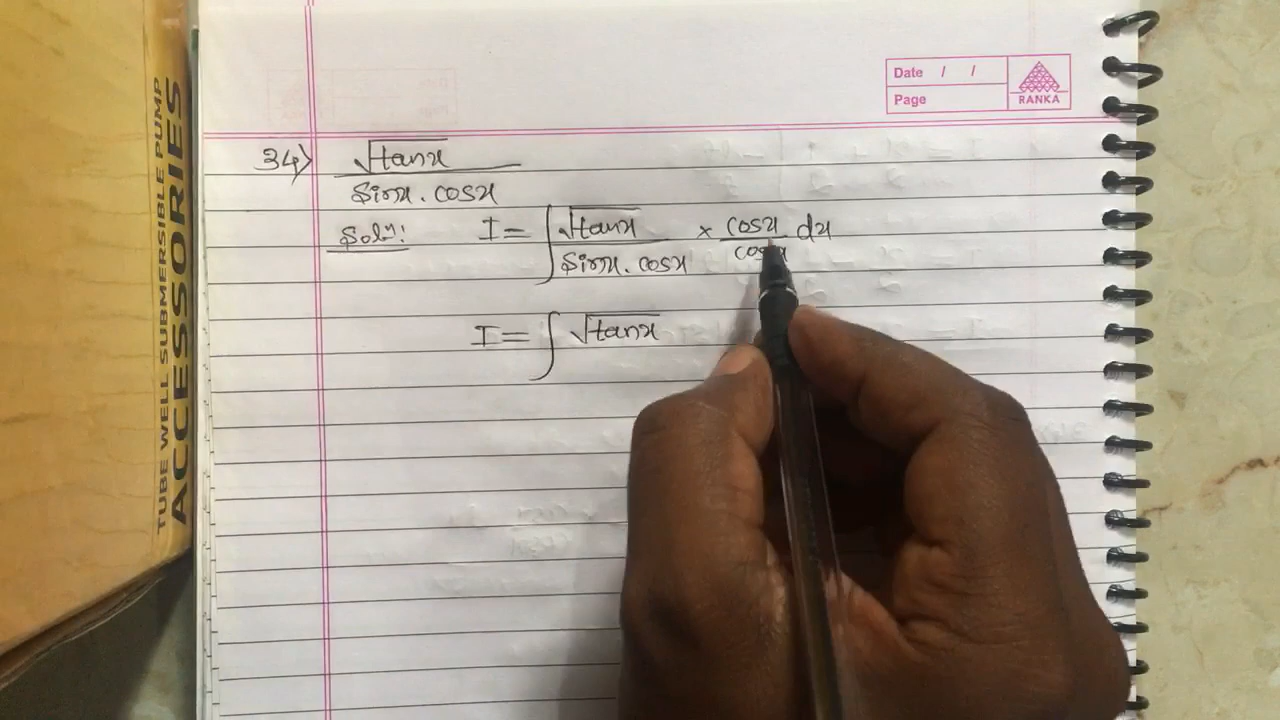 TUBE WELL SUBMERSIBLE PUMP
ACCESSORIES
Date / /
Page
RANKA
34) √tanx
sinx . cosx
Solⁿ: I = ∫ √tanx / sinx . cosx × cosx / cosx dx
I = ∫ √tanx